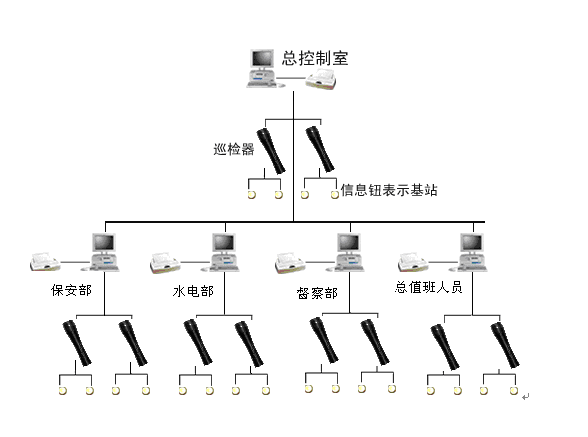 总控制室
巡检器
信息钮表示基站
保安部
水电部
督察部
总值班人员